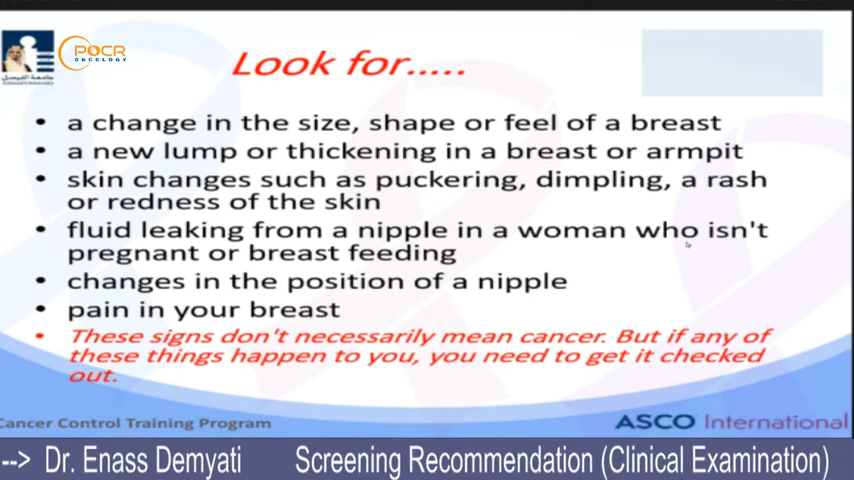 POCR
ONCOLOGY
جامعة الفيصل
Alfaisal University
Look for.....
• a change in the size, shape or feel of a breast
• a new lump or thickening in a breast or armpit
• skin changes such as puckering, dimpling, a rash
or redness of the skin
• fluid leaking from a nipple in a woman who isn't
pregnant or breast feeding
• changes in the position of a nipple
• pain in your breast
• These signs don't necessarily mean cancer. But if any of
these things happen to you, you need to get it checked
out.
Cancer Control Training Program
ASCO International
--> Dr. Enass Demyati Screening Recommendation (Clinical Examination)